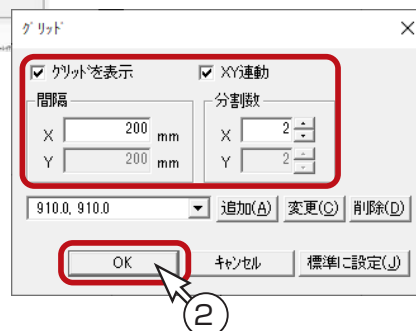 グリッド
グリッドを表示 XY連動
間隔 分割数
X 200 mm X 2
Y 200 mm Y 2
910.0, 910.0 追加(A) 変更(C) 削除(D)
OK キャンセル 標準に設定(J)
2